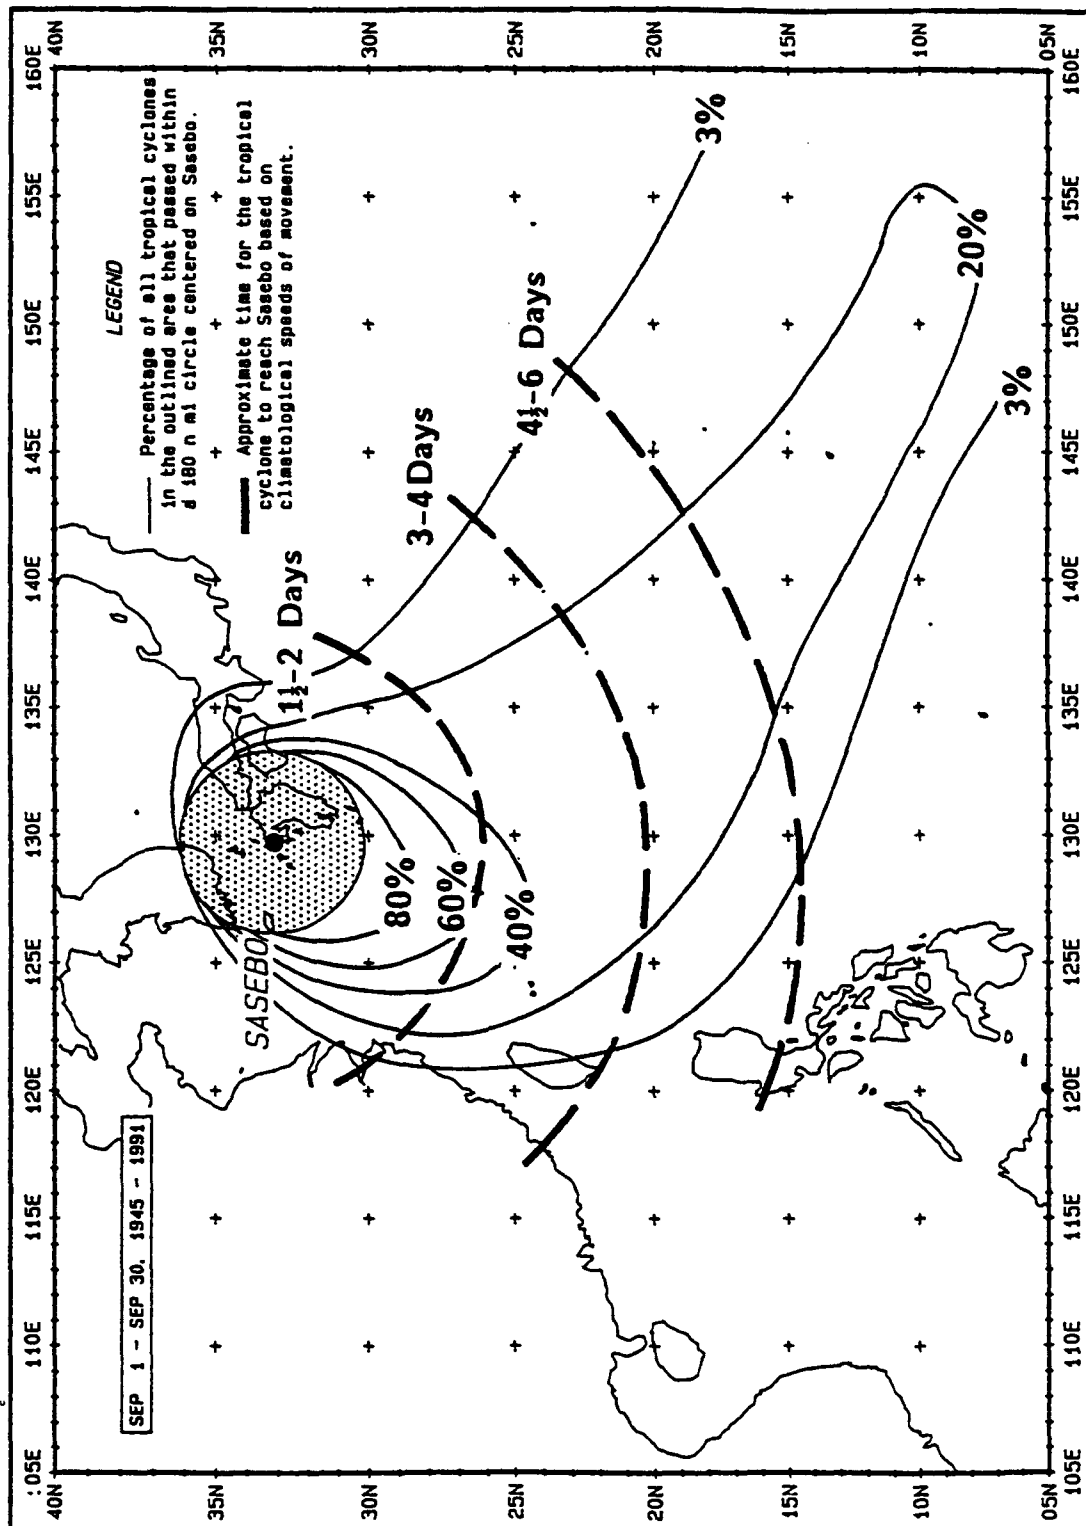 40N
35N
30N
25N
20N
15N
10N
05N
LEGEND
Percentage of all tropical cyclones
in the outlined area that passed within
a 180 n mi circle centered on Sasebo.
Approximate time for the tropical
cyclone to reach Sasebo based on
climatological speeds of movement.
SEP 1 - SEP 30, 1945 - 1991
SASEBO
80%
60%
40%
1½-2 Days
3-4 Days
4½-6 Days
3%
20%
3%
40N
35N
30N
25N
20N
15N
10N
05N
105E
110E
115E
120E
125E
130E
135E
140E
145E
150E
155E
160E
105E
110E
115E
120E
125E
130E
135E
140E
145E
150E
155E
160E